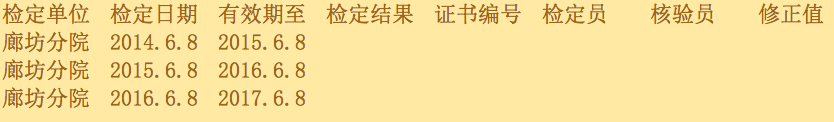 检定单位 检定日期 有效期至 检定结果 证书编号 检定员 核验员 修正值
廊坊分院 2014.6.8 2015.6.8
廊坊分院 2015.6.8 2016.6.8
廊坊分院 2016.6.8 2017.6.8